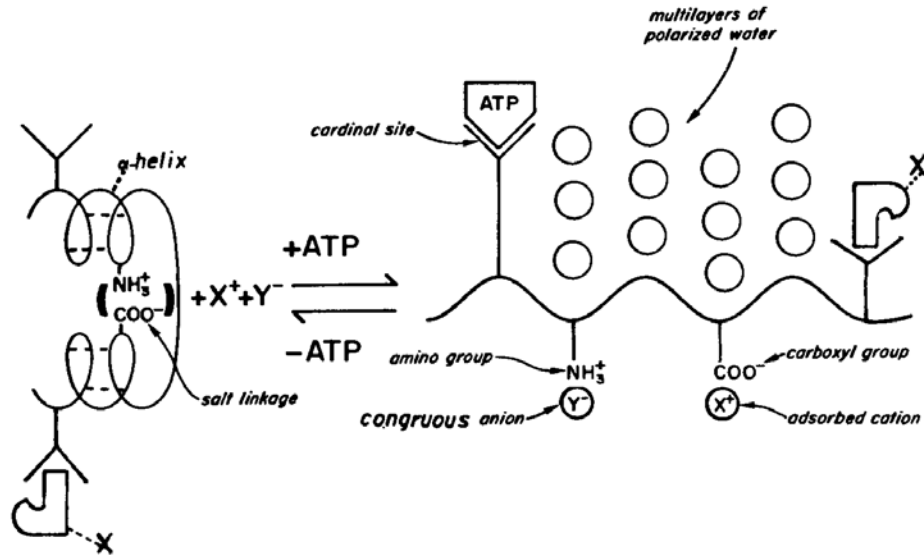 multilayers of
polarized water
ATP
cardinal site
α-helix
X
+ATP
NH₃⁺
COO⁻
+X⁺+Y⁻
-ATP
salt linkage
amino group
NH₃⁺
COO⁻
carboxyl group
Y⁻
X⁺
congruous anion
adsorbed cation
X